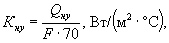 Kну = Qну / F · 70, Вт/(м² · °С),